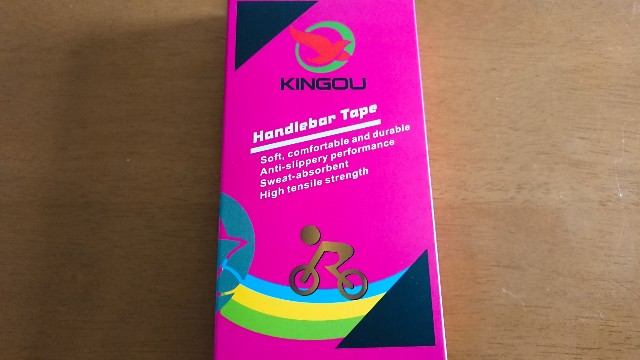 KINGOU
Handlebar Tape
Soft, comfortable and durable
Anti-slippery performance
Sweat-absorbent
High tensile strength